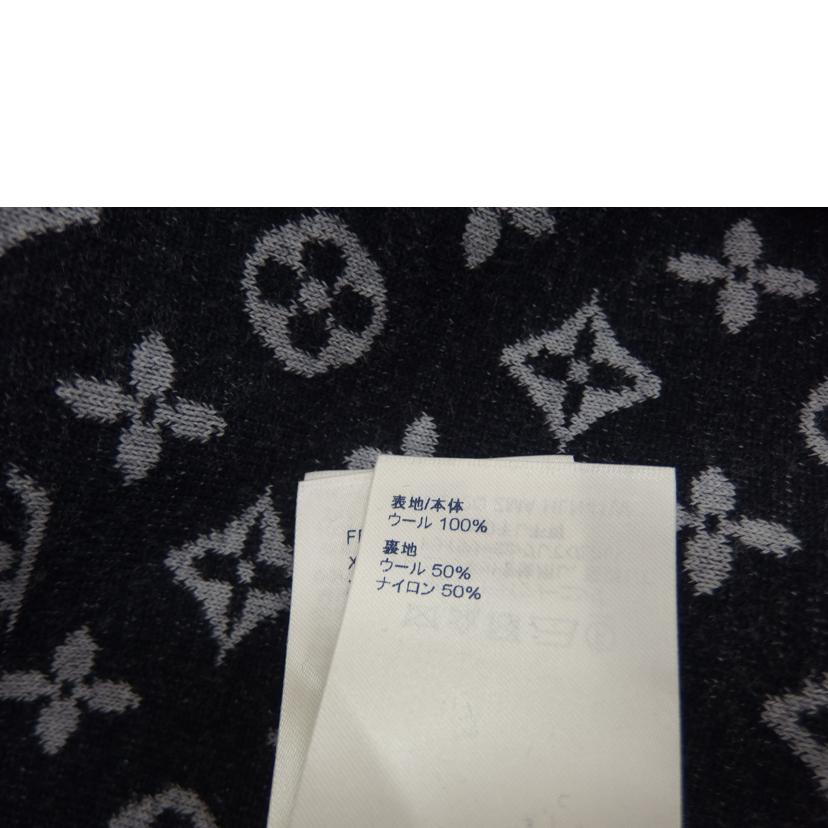 表地/本体
ウール 100%
裏地
ウール 50%
ナイロン 50%